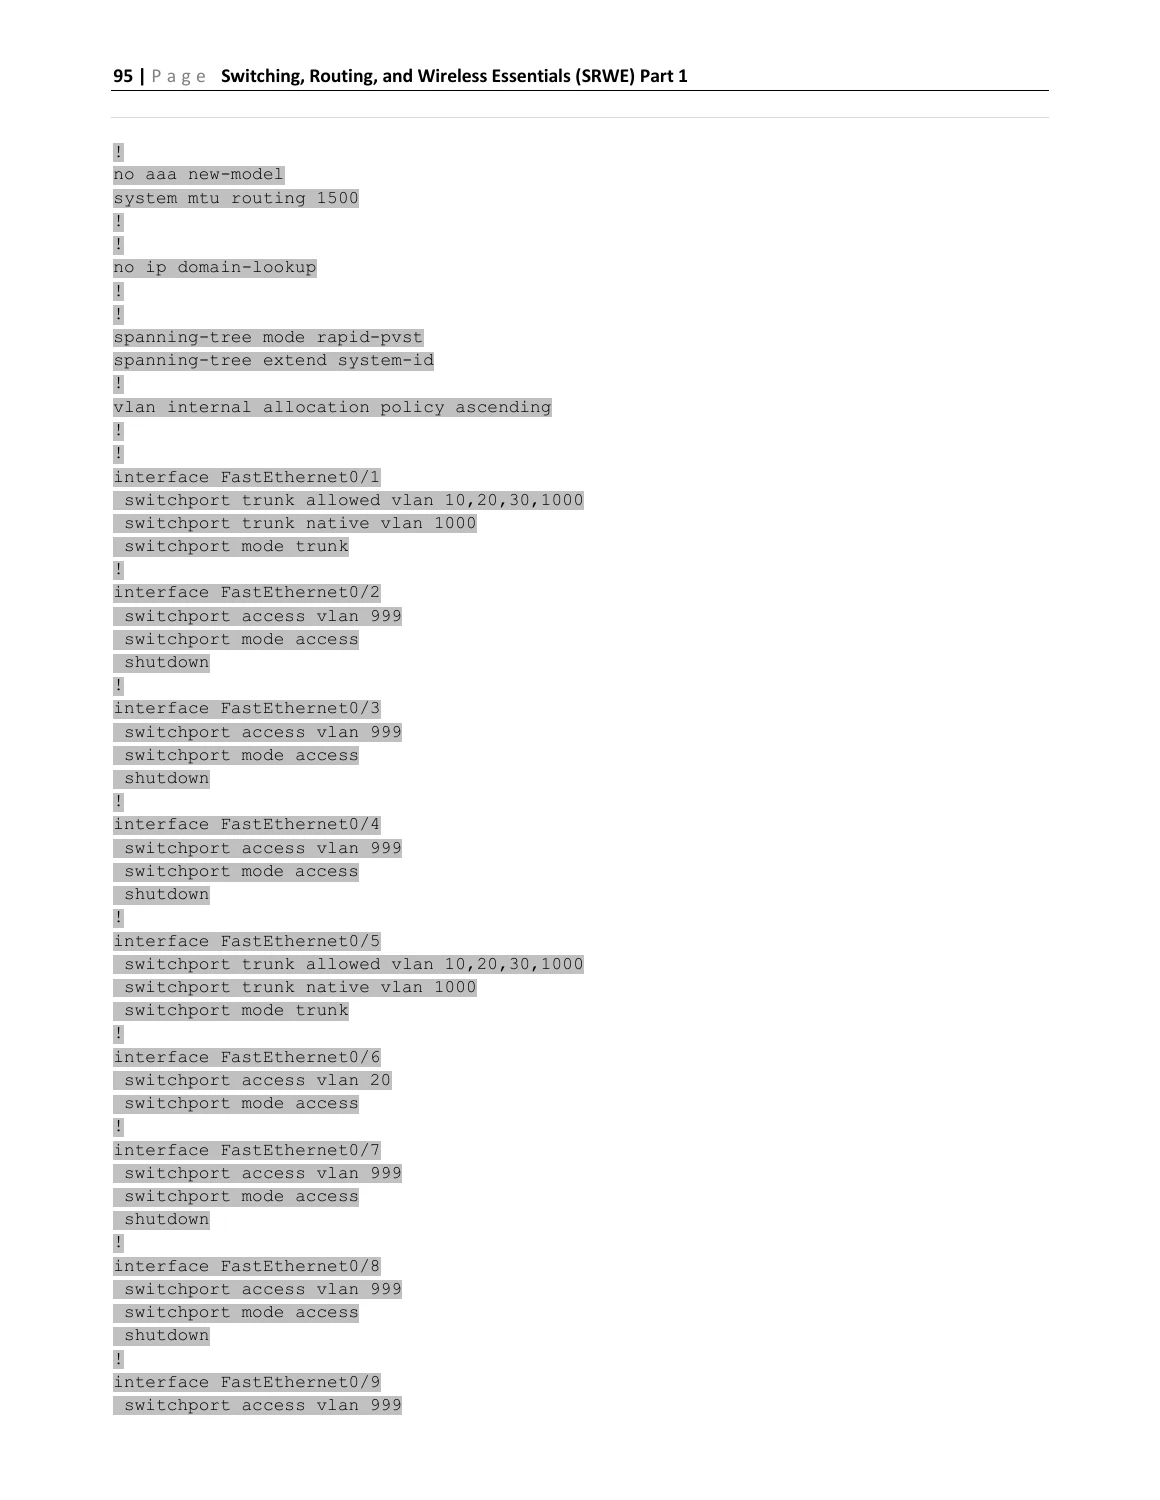 95 | Page Switching, Routing, and Wireless Essentials (SRWE) Part 1
!
no aaa new-model
system mtu routing 1500
!
!
no ip domain-lookup
!
!
spanning-tree mode rapid-pvst
spanning-tree extend system-id
!
vlan internal allocation policy ascending
!
!
interface FastEthernet0/1
 switchport trunk allowed vlan 10,20,30,1000
 switchport trunk native vlan 1000
 switchport mode trunk
!
interface FastEthernet0/2
 switchport access vlan 999
 switchport mode access
 shutdown
!
interface FastEthernet0/3
 switchport access vlan 999
 switchport mode access
 shutdown
!
interface FastEthernet0/4
 switchport access vlan 999
 switchport mode access
 shutdown
!
interface FastEthernet0/5
 switchport trunk allowed vlan 10,20,30,1000
 switchport trunk native vlan 1000
 switchport mode trunk
!
interface FastEthernet0/6
 switchport access vlan 20
 switchport mode access
!
interface FastEthernet0/7
 switchport access vlan 999
 switchport mode access
 shutdown
!
interface FastEthernet0/8
 switchport access vlan 999
 switchport mode access
 shutdown
!
interface FastEthernet0/9
 switchport access vlan 999